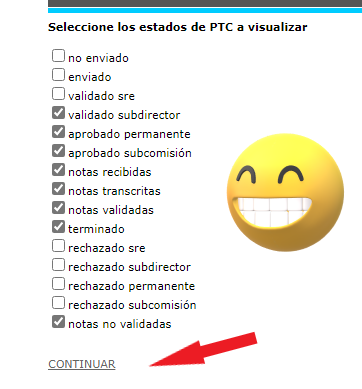 Seleccione los estados de PTC a visualizar
no enviado
enviado
validado sre
validado subdirector
aprobado permanente
aprobado subcomisión
notas recibidas
notas transcritas
notas validadas
terminado
rechazado sre
rechazado subdirector
rechazado permanente
rechazado subcomisión
notas no validadas
CONTINUAR